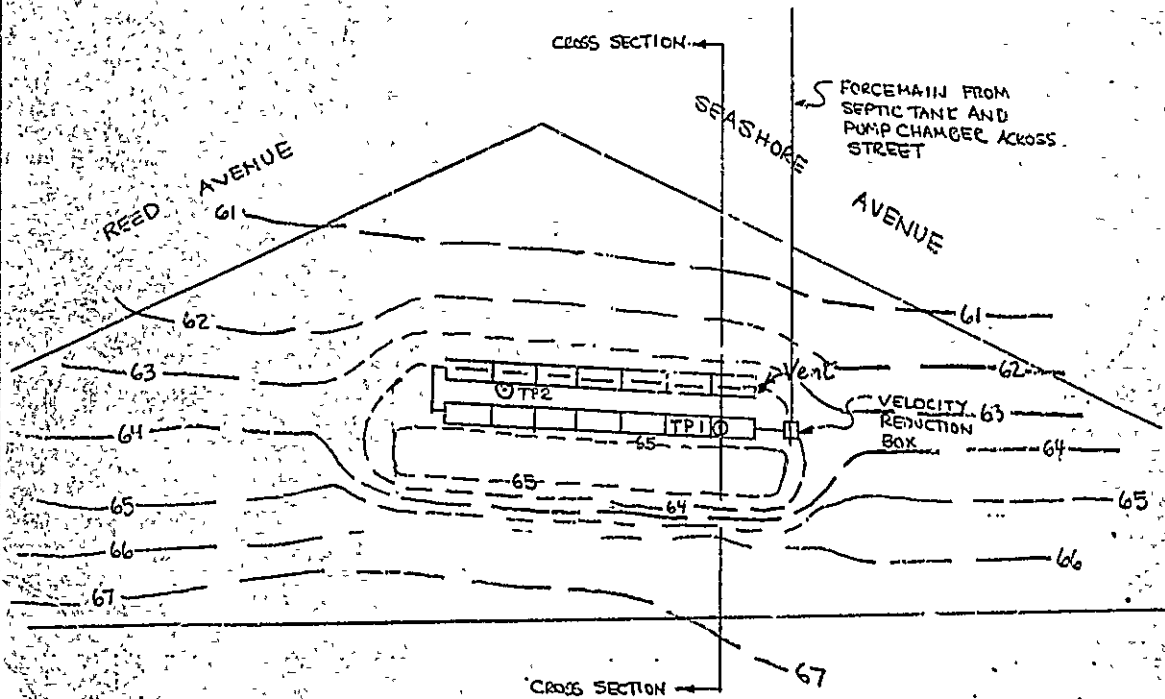 CROSS SECTION
FORCEMAIN FROM
SEPTIC TANK AND
PUMP CHAMBER ACROSS
STREET
SEASHORE
AVENUE
REED AVENUE
61
62
61
63
62
Vent
TP2
VELOCITY
REDUCTION
BOX
63
64
TP1
65
64
65
64
65
65
66
66
67
67
CROSS SECTION